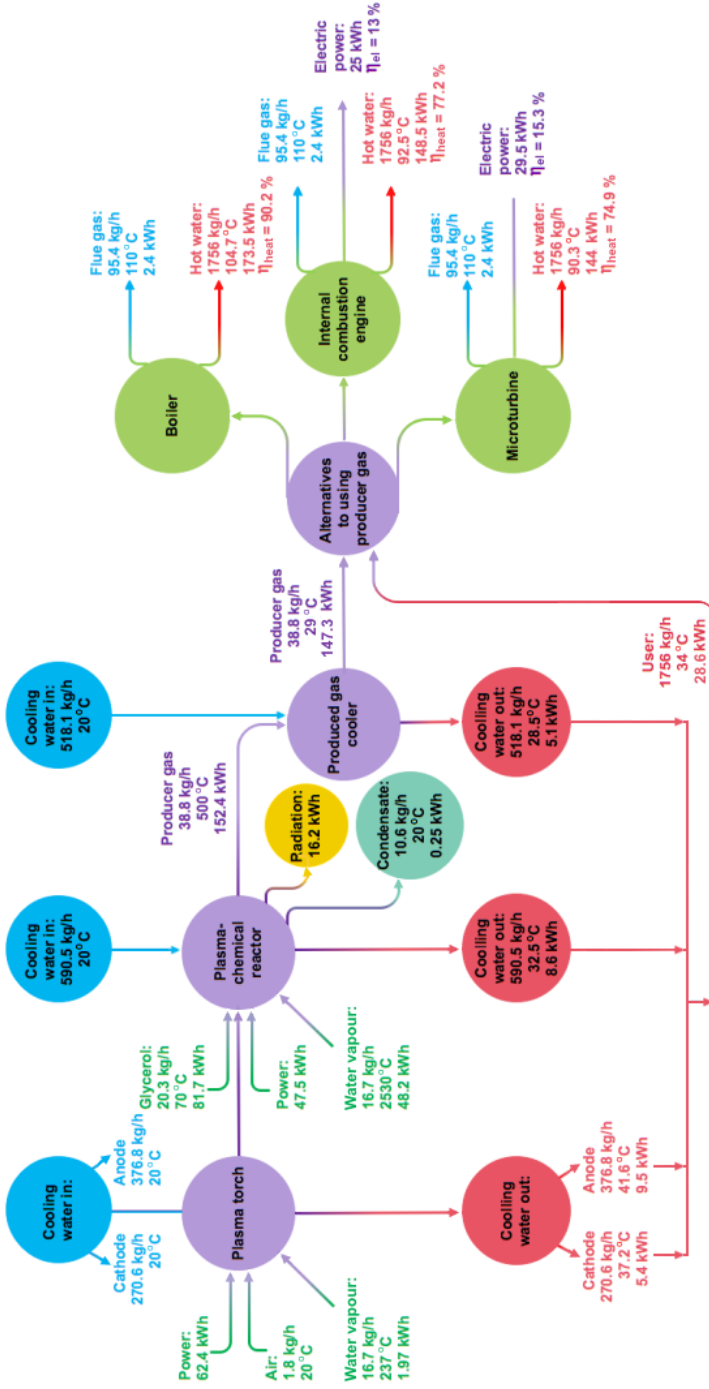 Cooling
water in:
Cathode
270.6 kg/h
20°C
Anode
376.8 kg/h
20°C
Power:
62.4 kWh
Air:
1.8 kg/h
20°C
Water vapour:
16.7 kg/h
237°C
1.97 kWh
Plasma torch
Coolling
water out:
Cathode
270.6 kg/h
37.2°C
5.4 kWh
Anode
376.8 kg/h
41.6°C
9.5 kWh
Cooling
water in:
590.5 kg/h
20°C
Glycerol:
20.3 kg/h
70°C
81.7 kWh
Power:
47.5 kWh
Water vapour:
16.7 kg/h
2530°C
48.2 kWh
Plasma-
chemical
reactor
Radiation:
16.2 kWh
Condensate:
10.6 kg/h
20°C
0.25 kWh
Coolling
water out:
590.5 kg/h
32.5°C
8.6 kWh
Producer gas
38.8 kg/h
500°C
152.4 kWh
Cooling
water in:
518.1 kg/h
20°C
Produced gas
cooler
Coolling
water out:
518.1 kg/h
28.5°C
5.1kWh
Producer gas
38.8 kg/h
29 °C
147.3 kWh
User:
1756 kg/h
34°C
28.6 kWh
Alternatives
to using
producer gas
Boiler
Flue gas:
95.4 kg/h
110°C
2.4 kWh
Hot water:
1756 kg/h
104.7°C
173.5 kWh
ηheat = 90.2 %
Internal
combustion
engine
Flue gas:
95.4 kg/h
110°C
2.4 kWh
Electric
power:
25 kWh
ηel = 13 %
Hot water:
1756 kg/h
92.5°C
148.5 kWh
ηheat = 77.2 %
Microturbine
Flue gas:
95.4 kg/h
110°C
2.4 kWh
Electric
power:
29.5 kWh
ηel = 15.3 %
Hot water:
1756 kg/h
90.3°C
144 kWh
ηheat = 74.9 %